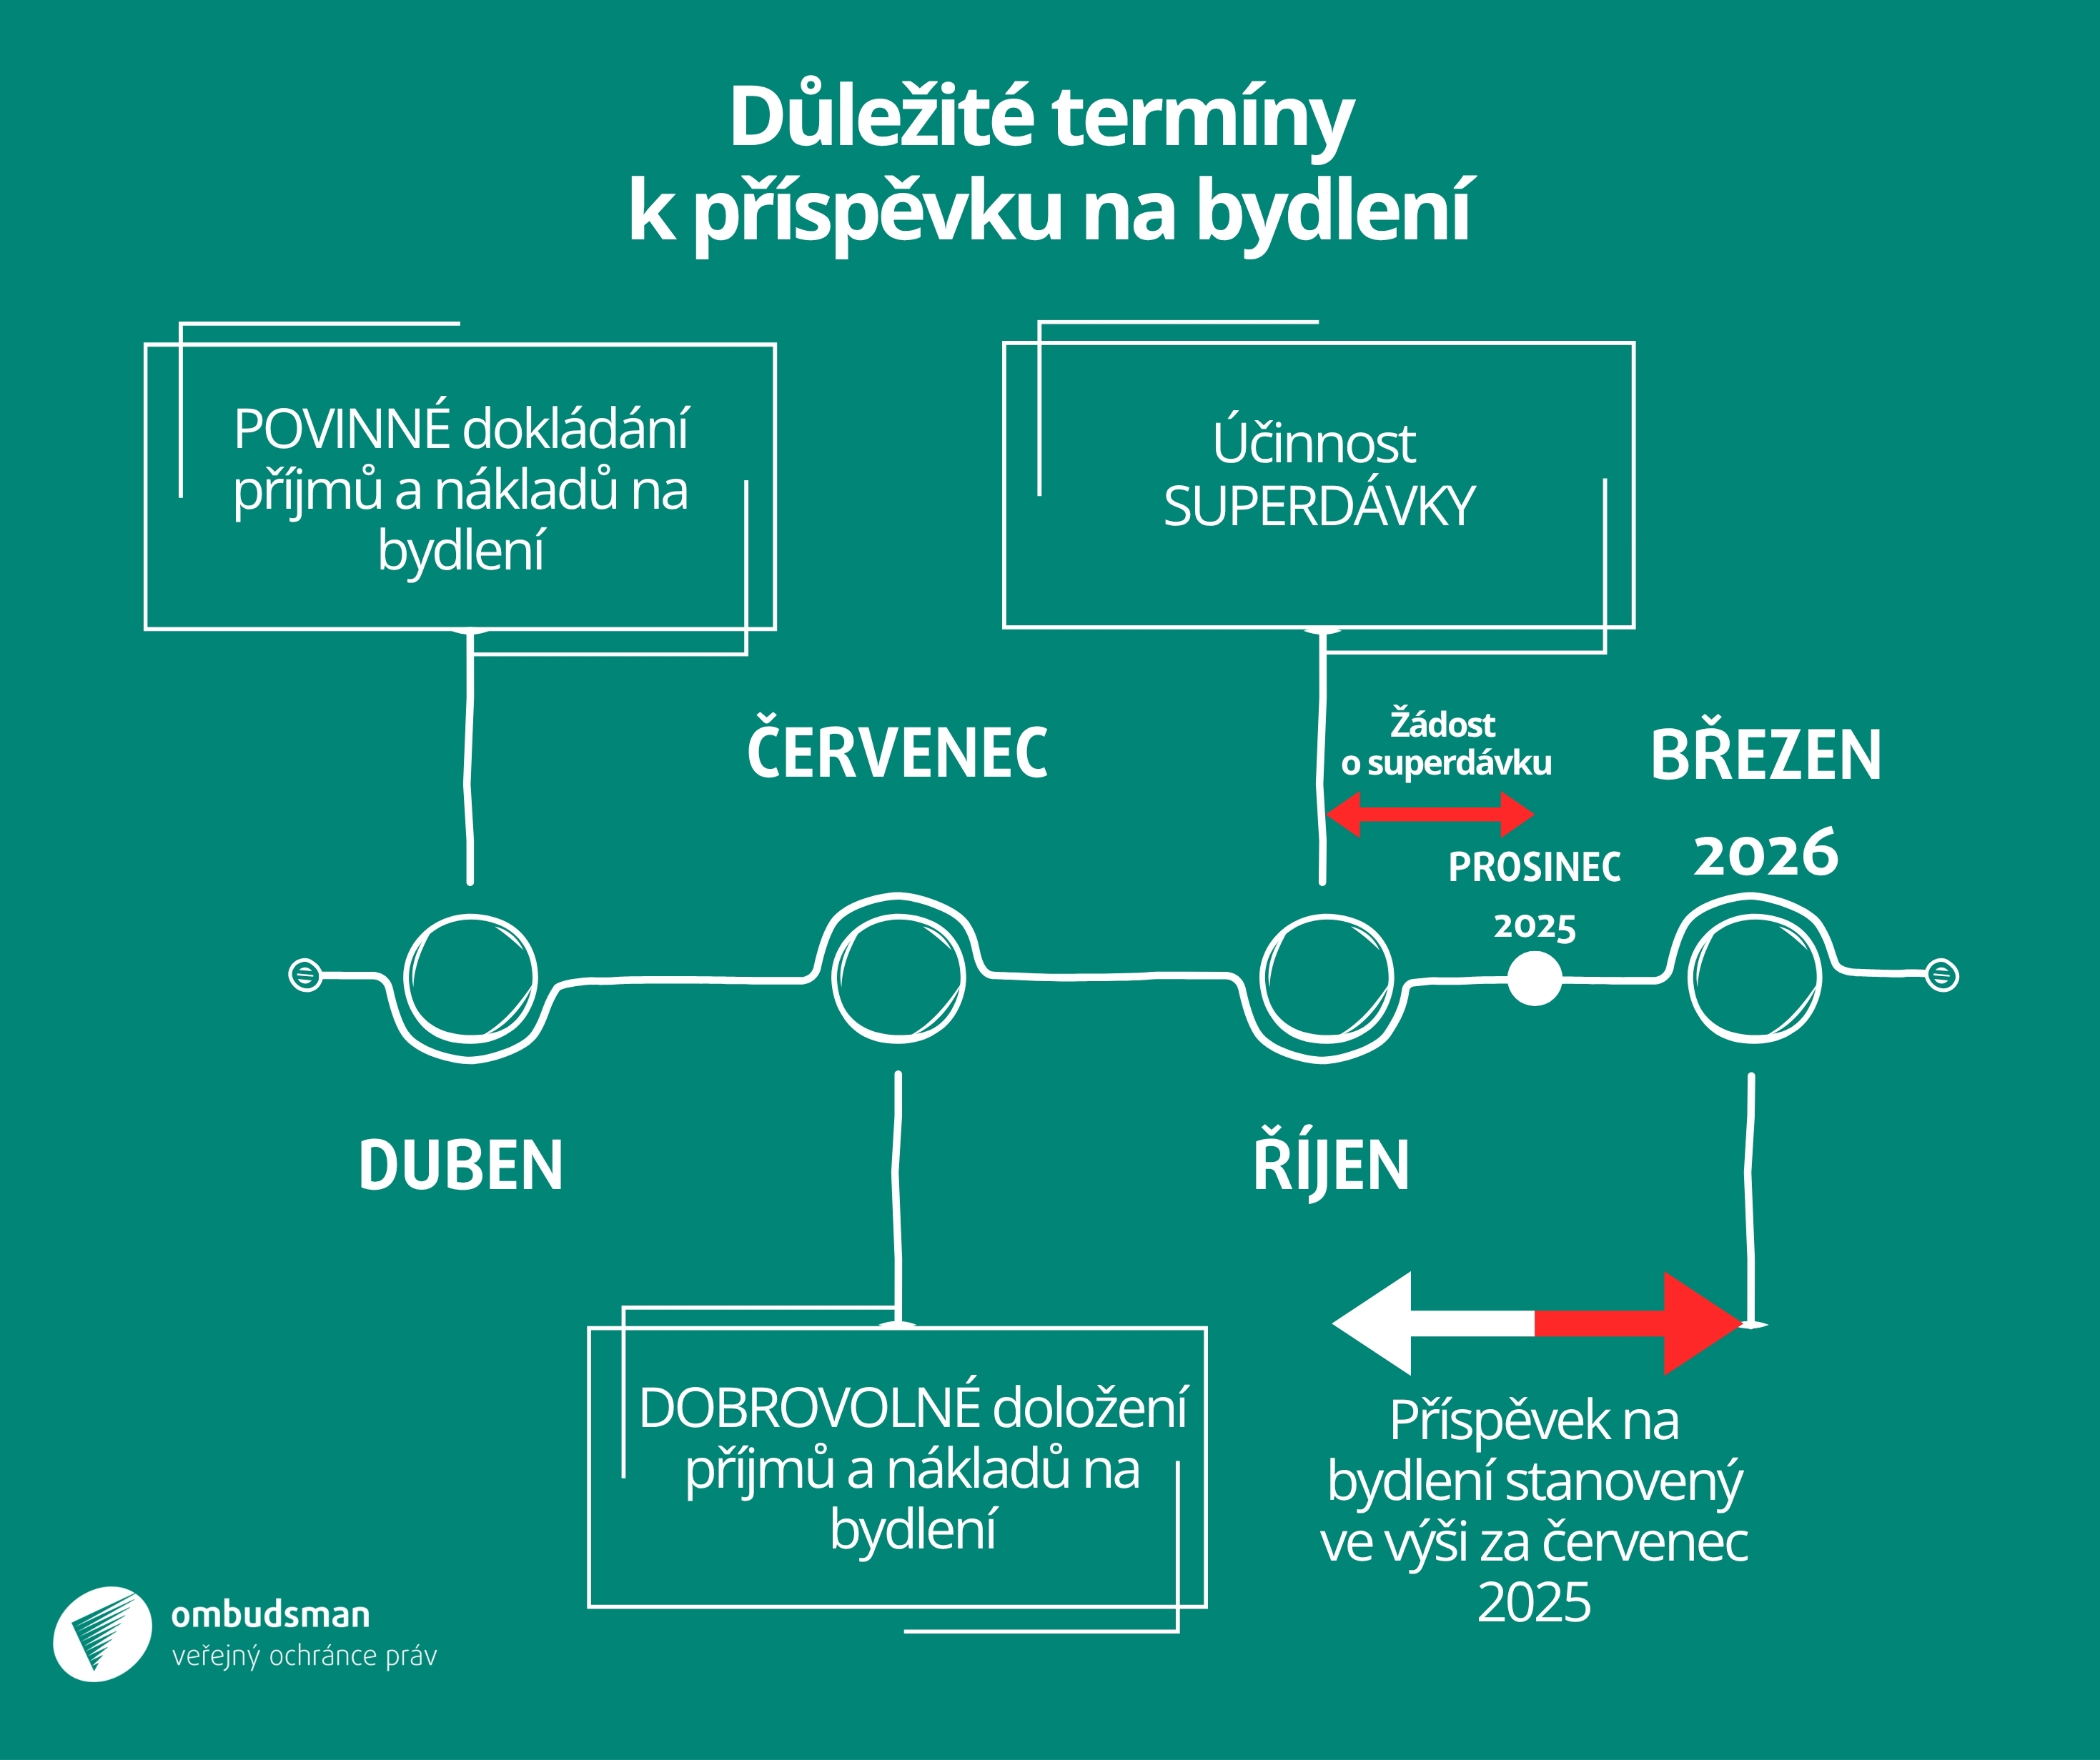 Důležité termíny
k příspěvku na bydlení
POVINNÉ dokládání
příjmů a nákladů na
bydlení
Účinnost
SUPERDÁVKY
ČERVENEC
Žádost
o superdávku
BŘEZEN
2026
PROSINEC
2025
DUBEN
ŘÍJEN
DOBROVOLNÉ doložení
příjmů a nákladů na
bydlení
Příspěvek na
bydlení stanovený
ve výši za červenec
2025
ombudsman
veřejný ochránce práv